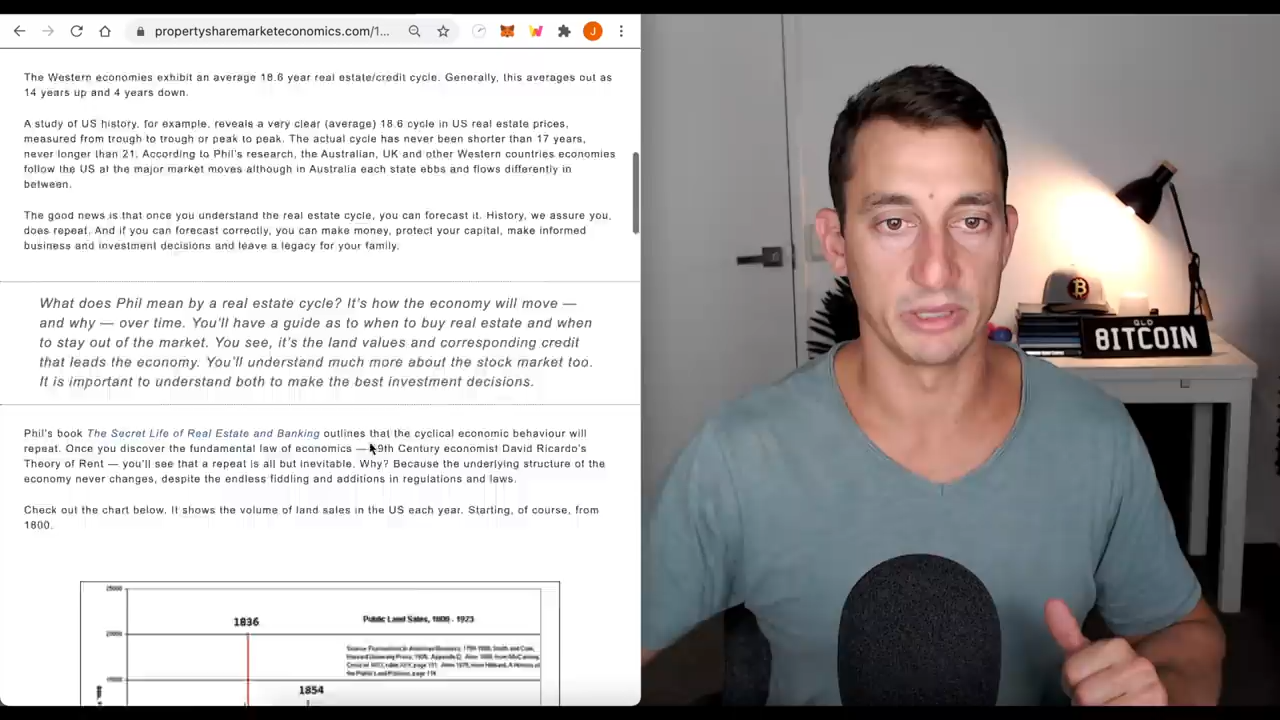 propertysharemarketeconomics.com/1...
J
The Western economies exhibit an average 18.6 year real estate/credit cycle. Generally, this averages out as
14 years up and 4 years down.
A study of US history, for example, reveals a very clear (average) 18.6 cycle in US real estate prices,
measured from trough to trough or peak to peak. The actual cycle has never been shorter than 17 years,
never longer than 21. According to Phil's research, the Australian, UK and other Western countries economies
follow the US at the major market moves although in Australia each state ebbs and flows differently in
between.
The good news is that once you understand the real estate cycle, you can forecast it. History, we assure you,
does repeat. And if you can forecast correctly, you can make money, protect your capital, make informed
business and investment decisions and leave a legacy for your family.
What does Phil mean by a real estate cycle? It's how the economy will move —
and why — over time. You'll have a guide as to when to buy real estate and when
to stay out of the market. You see, it's the land values and corresponding credit
that leads the economy. You'll understand much more about the stock market too.
It is important to understand both to make the best investment decisions.
Phil's book The Secret Life of Real Estate and Banking outlines that the cyclical economic behaviour will
repeat. Once you discover the fundamental law of economics — 19th Century economist David Ricardo's
Theory of Rent — you'll see that a repeat is all but inevitable. Why? Because the underlying structure of the
economy never changes, despite the endless fiddling and additions in regulations and laws.
Check out the chart below. It shows the volume of land sales in the US each year. Starting, of course, from
1800.
25000
1836
Public Land Sales, 1800 - 1923
20000
15000
1854
QLD
8ITCOIN